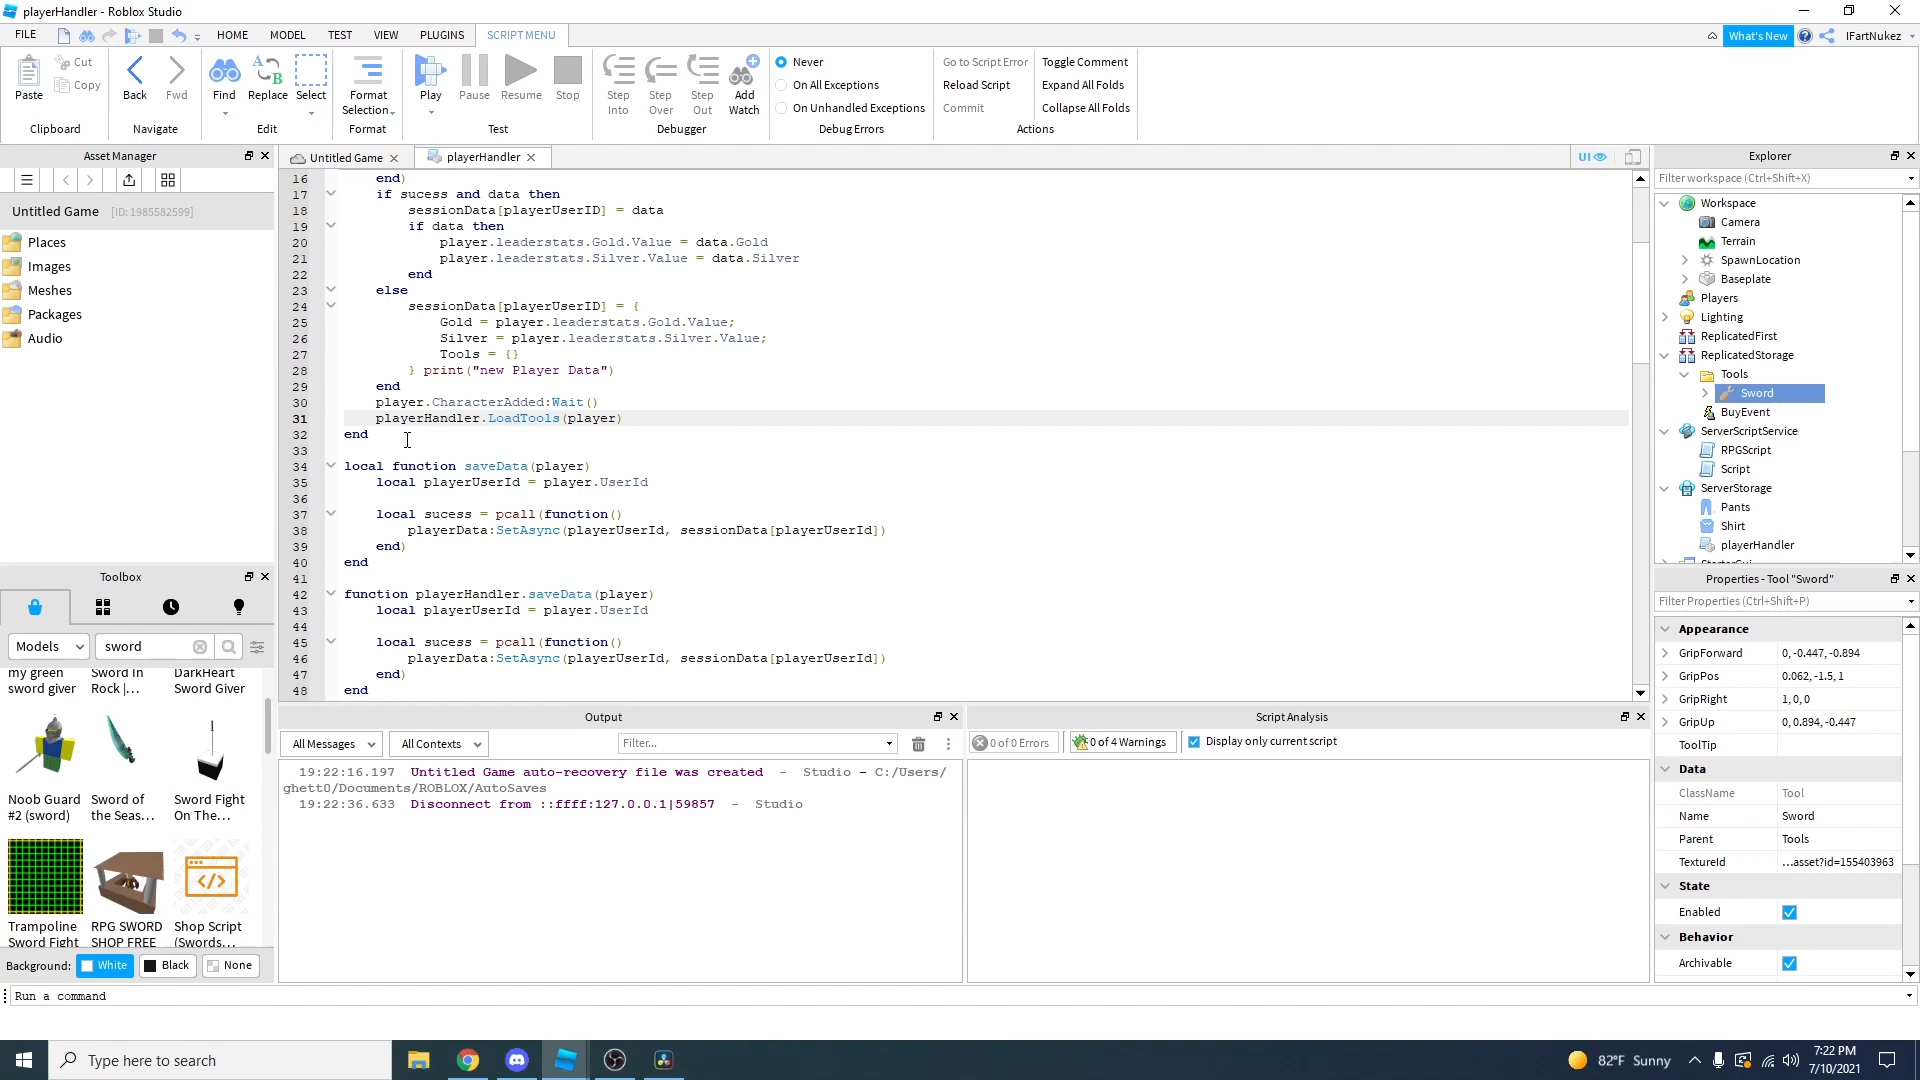 playerHandler - Roblox Studio
FILE
HOME
MODEL
TEST
VIEW
PLUGINS
SCRIPT MENU
What's New
IFartNukez
Paste
Cut
Copy
Clipboard
Back
Fwd
Navigate
Find
Replace
Select
Edit
Format
Selection
Format
Play
Pause
Resume
Stop
Test
Step
Into
Step
Over
Step
Out
Add
Watch
Debugger
Never
On All Exceptions
On Unhandled Exceptions
Debug Errors
Go to Script Error
Reload Script
Commit
Toggle Comment
Expand All Folds
Collapse All Folds
Actions
Asset Manager
Untitled Game [ID: 1985582599]
Places
Images
Meshes
Packages
Audio
Toolbox
Models
sword
my green
sword giver
Sword In
Rock |...
DarkHeart
Sword Giver
Noob Guard
#2 (sword)
Sword of
the Seas...
Sword Fight
On The...
Trampoline
Sword Fight
RPG SWORD
SHOP FREE
Shop Script
(Swords...
Background:
White
Black
None
Untitled Game
playerHandler
UI
16 end)
17 if sucess and data then
18 sessionData[playerUserID] = data
19 if data then
20 player.leaderstats.Gold.Value = data.Gold
21 player.leaderstats.Silver.Value = data.Silver
22 end
23 else
24 sessionData[playerUserID] = {
25 Gold = player.leaderstats.Gold.Value;
26 Silver = player.leaderstats.Silver.Value;
27 Tools = {}
28 } print("new Player Data")
29 end
30 player.CharacterAdded:Wait()
31 playerHandler.LoadTools(player)
32 end
33
34 local function saveData(player)
35 local playerUserId = player.UserId
36
37 local sucess = pcall(function()
38 playerData:SetAsync(playerUserId, sessionData[playerUserId])
39 end)
40 end
41
42 function playerHandler.saveData(player)
43 local playerUserId = player.UserId
44
45 local sucess = pcall(function()
46 playerData:SetAsync(playerUserId, sessionData[playerUserId])
47 end)
48 end
Output
All Messages
All Contexts
Filter...
19:22:16.197 Untitled Game auto-recovery file was created - Studio - C:/Users/
ghett0/Documents/ROBLOX/AutoSaves
19:22:36.633 Disconnect from ::ffff:127.0.0.1|59857 - Studio
Script Analysis
0 of 0 Errors
0 of 4 Warnings
Display only current script
Explorer
Filter workspace (Ctrl+Shift+X)
Workspace
Camera
Terrain
SpawnLocation
Baseplate
Players
Lighting
ReplicatedFirst
ReplicatedStorage
Tools
Sword
BuyEvent
ServerScriptService
RPGScript
Script
ServerStorage
Pants
Shirt
playerHandler
Properties - Tool "Sword"
Filter Properties (Ctrl+Shift+P)
Appearance
GripForward 0, -0.447, -0.894
GripPos 0.062, -1.5, 1
GripRight 1, 0, 0
GripUp 0, 0.894, -0.447
ToolTip
Data
ClassName Tool
Name Sword
Parent Tools
TextureId ...asset?id=155403963
State
Enabled
Behavior
Archivable
Run a command
Type here to search
82°F Sunny
7:22 PM
7/10/2021